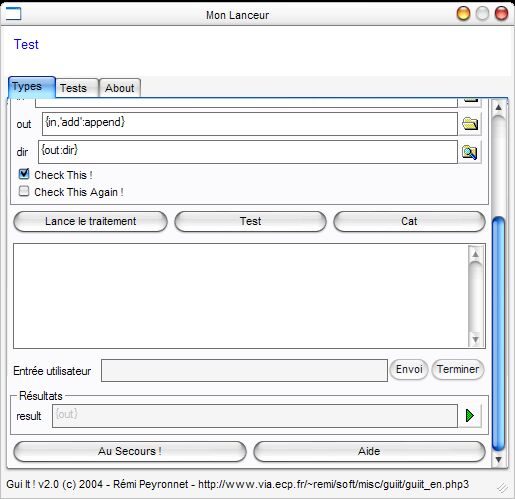 Mon Lanceur
Test
Types Tests About
out {in,'add':append}
dir {out:dir}
Check This !
Check This Again !
Lance le traitement Test Cat
Entrée utilisateur Envoi Terminer
Résultats
result {out}
Au Secours ! Aide
Gui It ! v2.0 (c) 2004 - Rémi Peyronnet - http://www.via.ecp.fr/~remi/soft/misc/guiit/guiit_en.php3